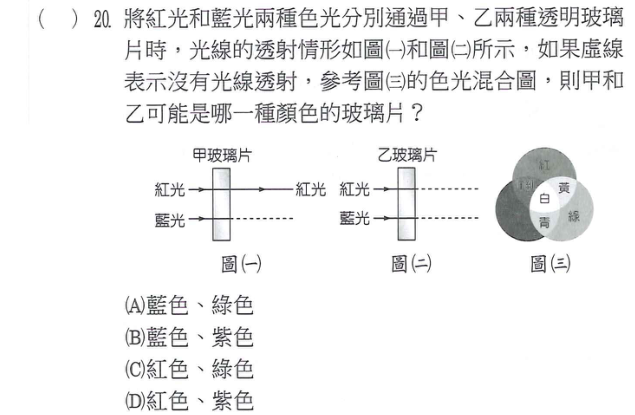 (　) 20. 將紅光和藍光兩種色光分別通過甲、乙兩種透明玻璃
片時，光線的透射情形如圖㈠和圖㈡所示，如果虛線
表示沒有光線透射，參考圖㈢的色光混合圖，則甲和
乙可能是哪一種顏色的玻璃片？
甲玻璃片 乙玻璃片
紅光 紅光 紅光
藍光 藍光
紅
黃
白
青 綠
圖㈠ 圖㈡ 圖㈢
(A)藍色、綠色
(B)藍色、紫色
(C)紅色、綠色
(D)紅色、紫色